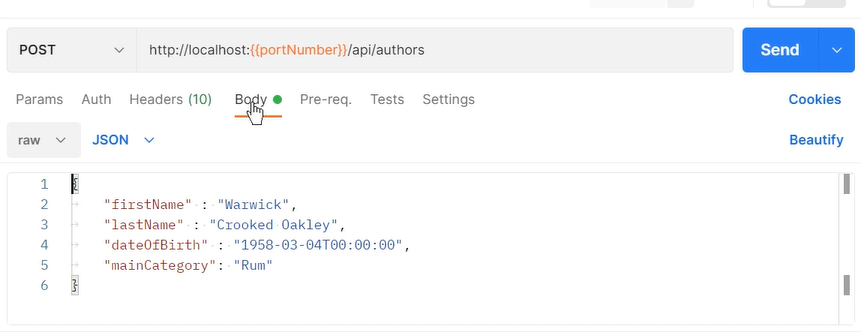 POST http://localhost:{{portNumber}}/api/authors Send
Params Auth Headers (10) Body Pre-req. Tests Settings Cookies
raw JSON Beautify
1 {
2 "firstName" : "Warwick",
3 "lastName" : "Crooked Oakley",
4 "dateOfBirth" : "1958-03-04T00:00:00",
5 "mainCategory": "Rum"
6 }